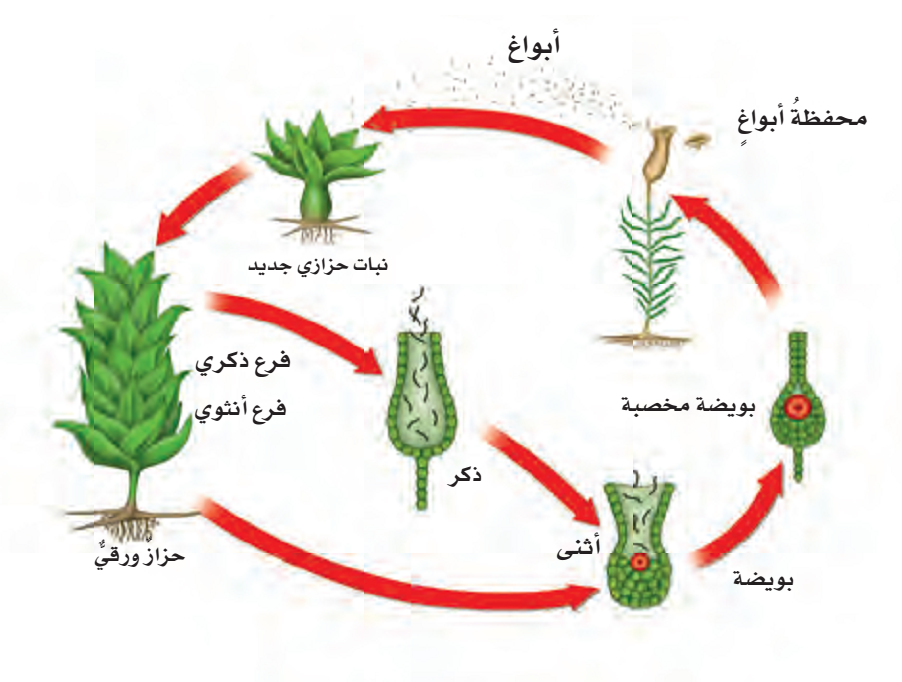 أبواغ
محفظةُ أبواغٍ
نبات حزازي جديد
فرع ذكري
فرع أنثوي
بويضة مخصبة
ذكر
أنثى
حزازٌ ورقيٌّ
بويضة